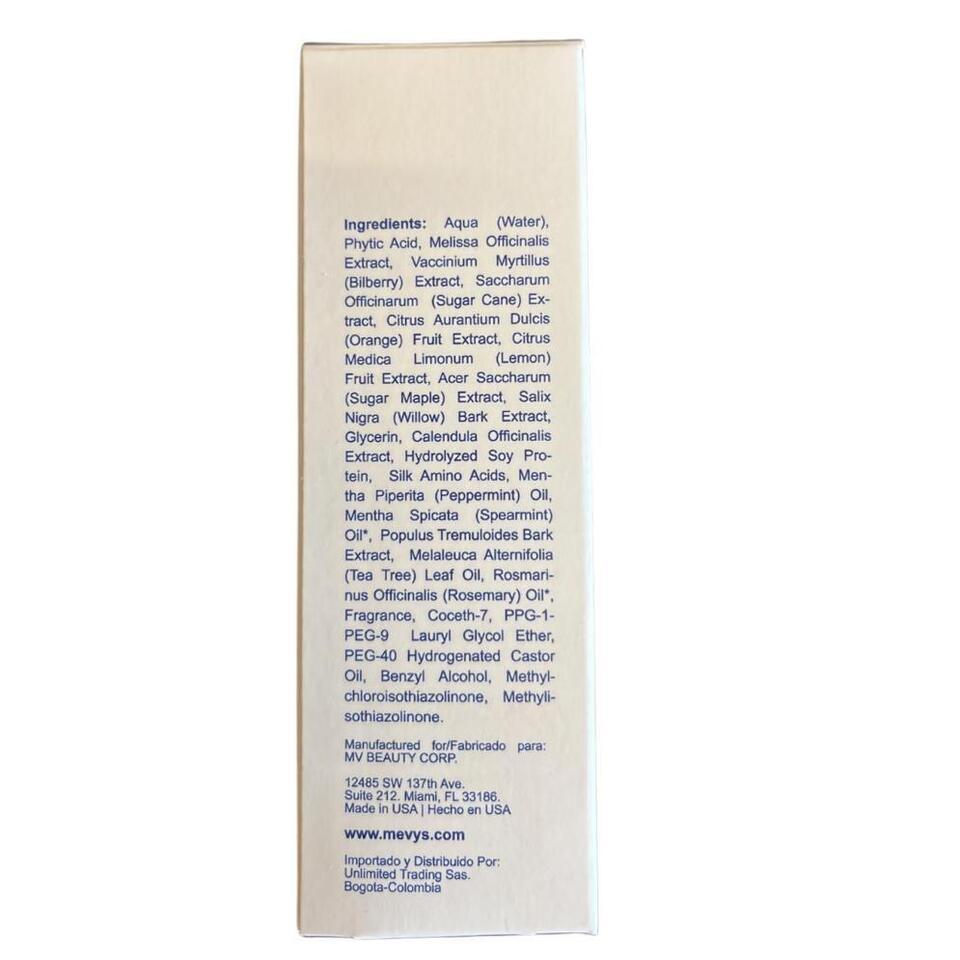 Ingredients: Aqua (Water),
Phytic Acid, Melissa Officinalis
Extract, Vaccinium Myrtillus
(Bilberry) Extract, Saccharum
Officinarum (Sugar Cane) Ex-
tract, Citrus Aurantium Dulcis
(Orange) Fruit Extract, Citrus
Medica Limonum (Lemon)
Fruit Extract, Acer Saccharum
(Sugar Maple) Extract, Salix
Nigra (Willow) Bark Extract,
Glycerin, Calendula Officinalis
Extract, Hydrolyzed Soy Pro-
tein, Silk Amino Acids, Men-
tha Piperita (Peppermint) Oil,
Mentha Spicata (Spearmint)
Oil*, Populus Tremuloides Bark
Extract, Melaleuca Alternifolia
(Tea Tree) Leaf Oil, Rosmari-
nus Officinalis (Rosemary) Oil*,
Fragrance, Coceth-7, PPG-1-
PEG-9 Lauryl Glycol Ether,
PEG-40 Hydrogenated Castor
Oil, Benzyl Alcohol, Methyl-
chloroisothiazolinone, Methyli-
sothiazolinone.
Manufactured for/Fabricado para:
MV BEAUTY CORP.
12485 SW 137th Ave.
Suite 212. Miami, FL 33186.
Made in USA | Hecho en USA
www.mevys.com
Importado y Distribuido Por:
Unlimited Trading Sas.
Bogota-Colombia